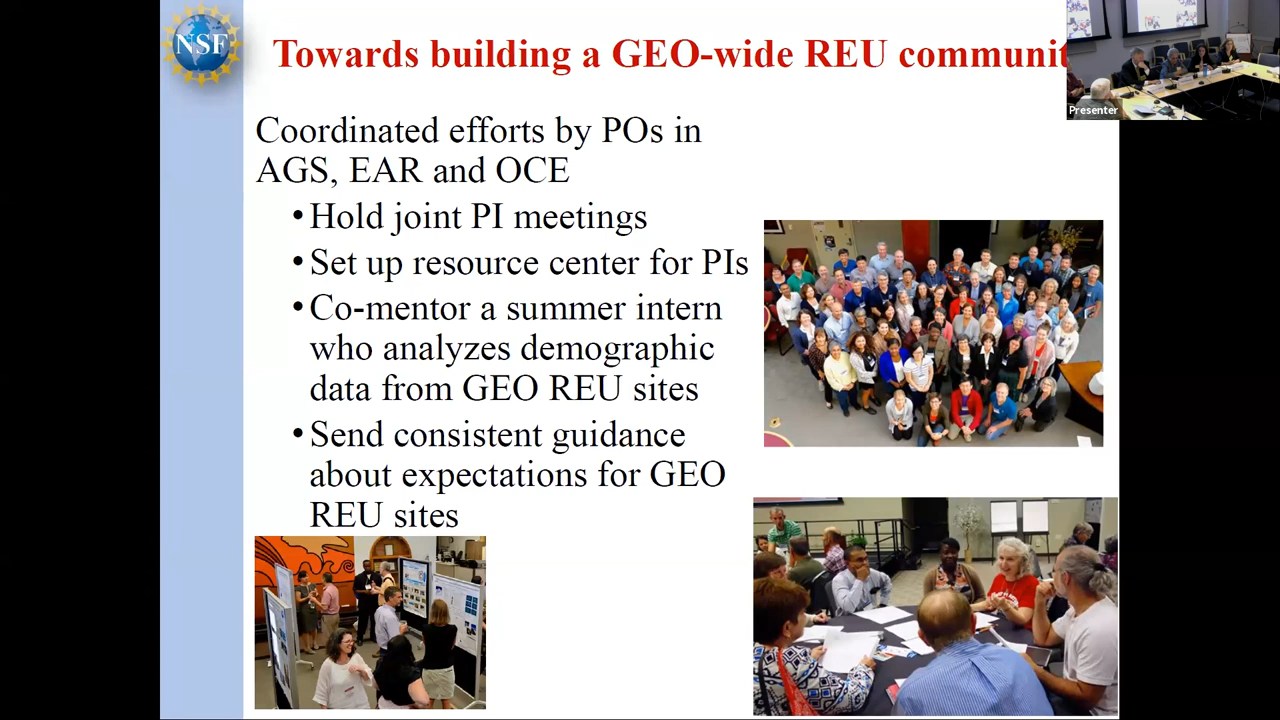 NSF
Towards building a GEO-wide REU communit
Presenter
Coordinated efforts by POs in
AGS, EAR and OCE
• Hold joint PI meetings
• Set up resource center for PIs
• Co-mentor a summer intern
who analyzes demographic
data from GEO REU sites
• Send consistent guidance
about expectations for GEO
REU sites